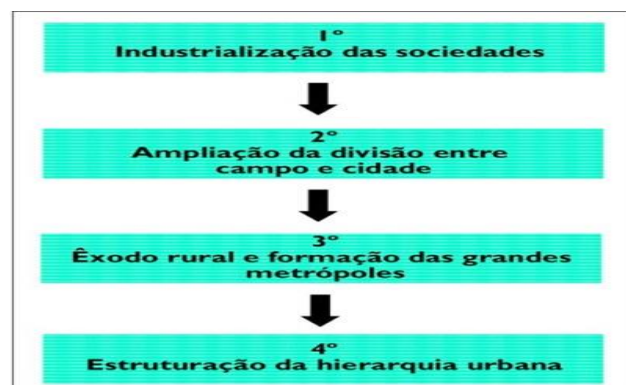 1º
Industrialização das sociedades
2º
Ampliação da divisão entre
campo e cidade
3º
Êxodo rural e formação das grandes
metrópoles
4º
Estruturação da hierarquia urbana